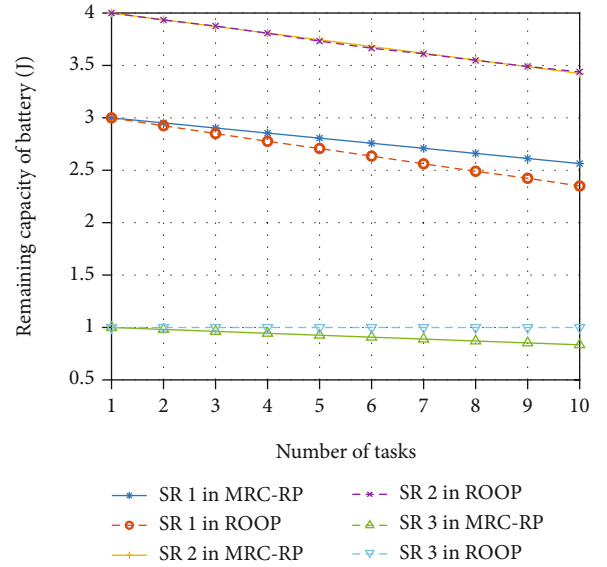 4
3.5
3
2.5
2
1.5
1
0.5
Remaining capacity of battery (J)
1 2 3 4 5 6 7 8 9 10
Number of tasks
SR 1 in MRC-RP
SR 1 in ROOP
SR 2 in MRC-RP
SR 2 in ROOP
SR 3 in MRC-RP
SR 3 in ROOP